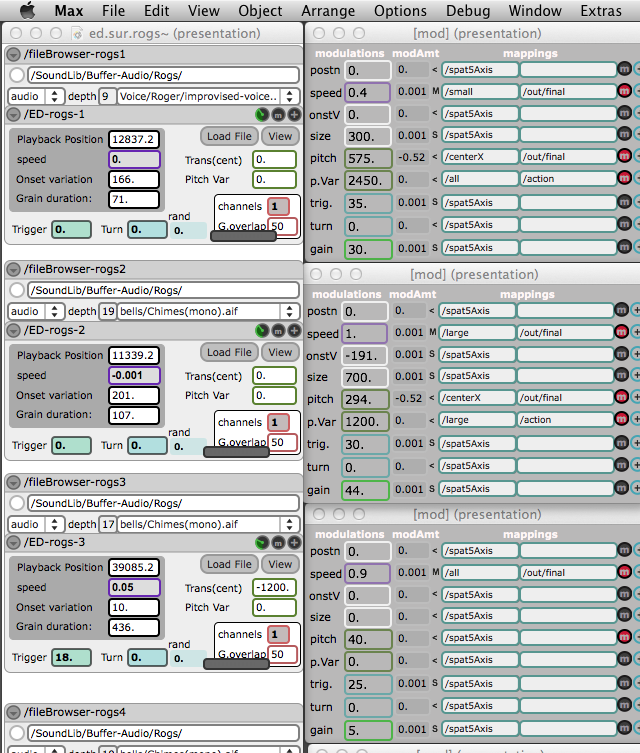 Max File Edit View Object Arrange Options Debug Window Extras
ed.sur.rogs~ (presentation)
/fileBrowser-rogs1
/SoundLib/Buffer-Audio/Rogs/
audio depth 9 Voice/Roger/improvised-voice..
/ED-rogs-1
Playback Position 12837.2 Load File View
speed 0. Trans(cent) 0.
Onset variation 166. Pitch Var 0.
Grain duration: 71.
channels 1
Trigger 0. Turn 0. rand 0. G.overlap 50
/fileBrowser-rogs2
/SoundLib/Buffer-Audio/Rogs/
audio depth 19 bells/Chimes(mono).aif
/ED-rogs-2
Playback Position 11339.2 Load File View
speed -0.001 Trans(cent) 0.
Onset variation 201. Pitch Var 0.
Grain duration: 107.
channels 1
Trigger 0. Turn 0. rand 0. G.overlap 50
/fileBrowser-rogs3
/SoundLib/Buffer-Audio/Rogs/
audio depth 17 bells/Chimes(mono).aif
/ED-rogs-3
Playback Position 39085.2 Load File View
speed 0.05 Trans(cent) -1200.
Onset variation 10. Pitch Var 0.
Grain duration: 436.
channels 1
Trigger 18. Turn 0. rand 0. G.overlap 50
/fileBrowser-rogs4
/SoundLib/Buffer-Audio/Rogs/
[mod] (presentation)
modulations modAmt mappings
postn 0. 0. < /spat5Axis
speed 0.4 0.001 M /small /out/final m
onstV 0. 0. < /spat5Axis m
size 300. 0.001 S /spat5Axis m
pitch 575. -0.52 < /centerX /out/final m
p.Var 2450. 0. < /all /action m
trig. 35. 0.001 S /spat5Axis m
turn 0. 0. < /spat5Axis m
gain 30. 0.001 S /spat5Axis m
[mod] (presentation)
modulations modAmt mappings
postn 0. 0. < /spat5Axis m +
speed 1. 0.001 M /large /out/final m +
onstV -191. 0.001 S /spat5Axis m +
size 700. 0.001 S /spat5Axis m +
pitch 294. -0.52 < /centerX /out/final m +
p.Var 1200. 0.001 S /large /action m +
trig. 30. 0.001 S /spat5Axis m +
turn 0. 0. < /spat5Axis m +
gain 44. 0.001 S /spat5Axis m +
[mod] (presentation)
modulations modAmt mappings
postn 0. 0. < /spat5Axis m
speed 0.9 0.001 M /all /out/final m
onstV 0. 0. < /spat5Axis m
size 0. 0. < /spat5Axis m
pitch 40. 0. < /spat5Axis m
p.Var 0. 0. < /spat5Axis m
trig. 25. 0.001 S /spat5Axis m
turn 0. 0. < /spat5Axis m
gain 5. 0.001 S /spat5Axis m